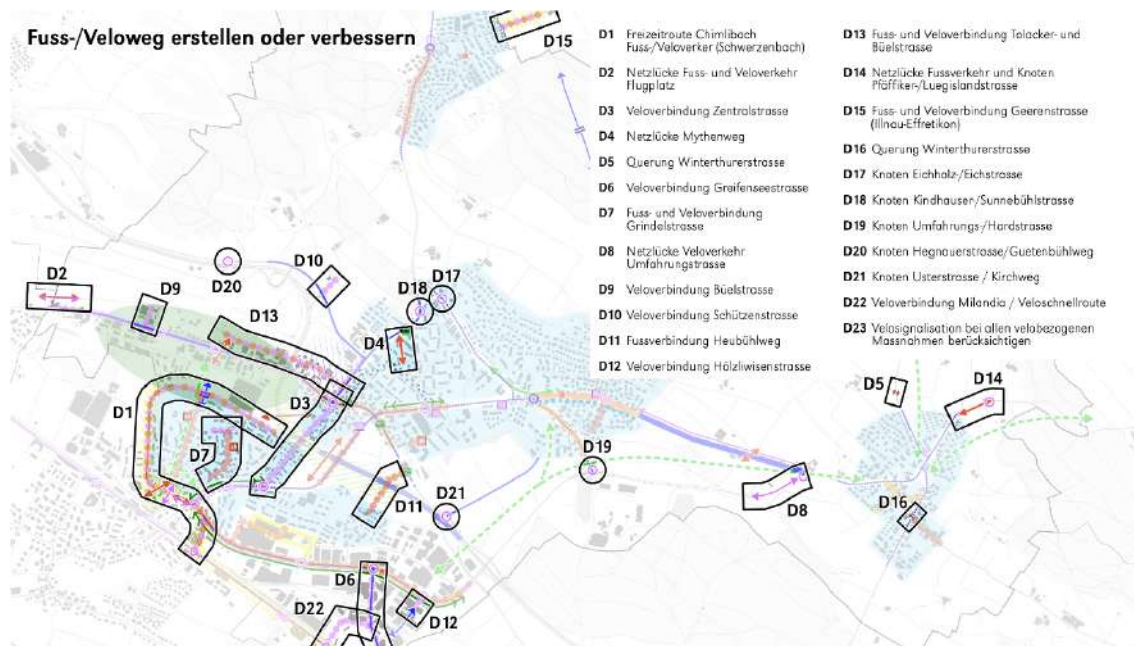 Fuss-/Veloweg erstellen oder verbessern
D1 Freizeitroute Chimlibach
Fuss-/Veloverker (Schwerzenbach)
D2 Netzlücke Fuss- und Veloverkehr
Flugplatz
D3 Veloverbindung Zentralstrasse
D4 Netzlücke Mythenweg
D5 Querung Winterthurerstrasse
D6 Veloverbindung Greifenseestrasse
D7 Fuss- und Veloverbindung
Grindelstrasse
D8 Netzlücke Veloverkehr
Umfahrungstrasse
D9 Veloverbindung Büelstrasse
D10 Veloverbindung Schützenstrasse
D11 Fussverbindung Heubühlweg
D12 Veloverbindung Hölzliwisenstrasse
D13 Fuss- und Veloverbindung Tolacker- und
Büelstrasse
D14 Netzlücke Fussverkehr und Knoten
Pfäffiker-/Luegislandstrasse
D15 Fuss- und Veloverbindung Geerenstrasse
(Illnau-Effretikon)
D16 Querung Winterthurerstrasse
D17 Knoten Eichholz-/Eichstrasse
D18 Knoten Kindhauser-/Sunnebühlstrasse
D19 Knoten Umfahrungs-/Hardstrasse
D20 Knoten Hegnauerstrasse/Guetenbühlweg
D21 Knoten Usterstrasse / Kirchweg
D22 Veloverbindung Milandia / Veloschnellroute
D23 Velosignalisation bei allen velobezogenen
Massnahmen berücksichtigen
D15
D2
D9
D20
D10
D17
D18
D13
D4
D5
D14
D1
D3
D7
D19
D11
D21
D8
D16
D6
D22
D12